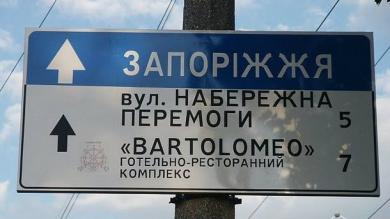 ЗАПОРІЖЖЯ
вул. НАБЕРЕЖНА
ПЕРЕМОГИ 5
«BARTOLOMEO»
ГОТЕЛЬНО-РЕСТОРАННИЙ 7
КОМПЛЕКС